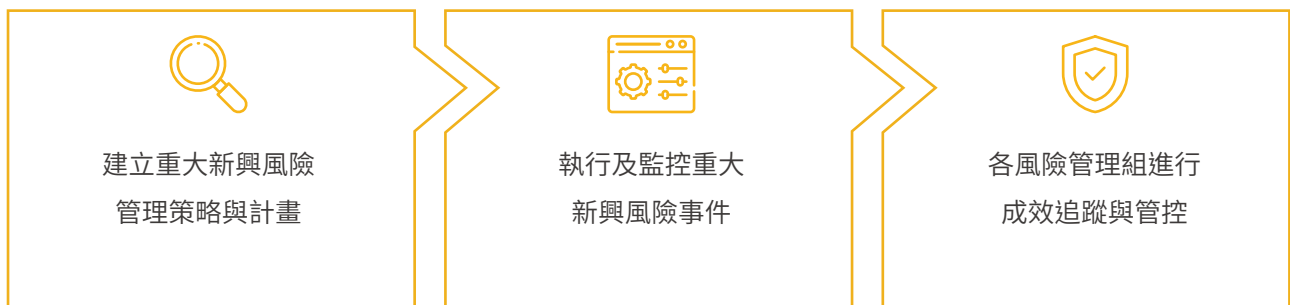 建立重大新興風險
管理策略與計畫
執行及監控重大
新興風險事件
各風險管理組進行
成效追蹤與管控